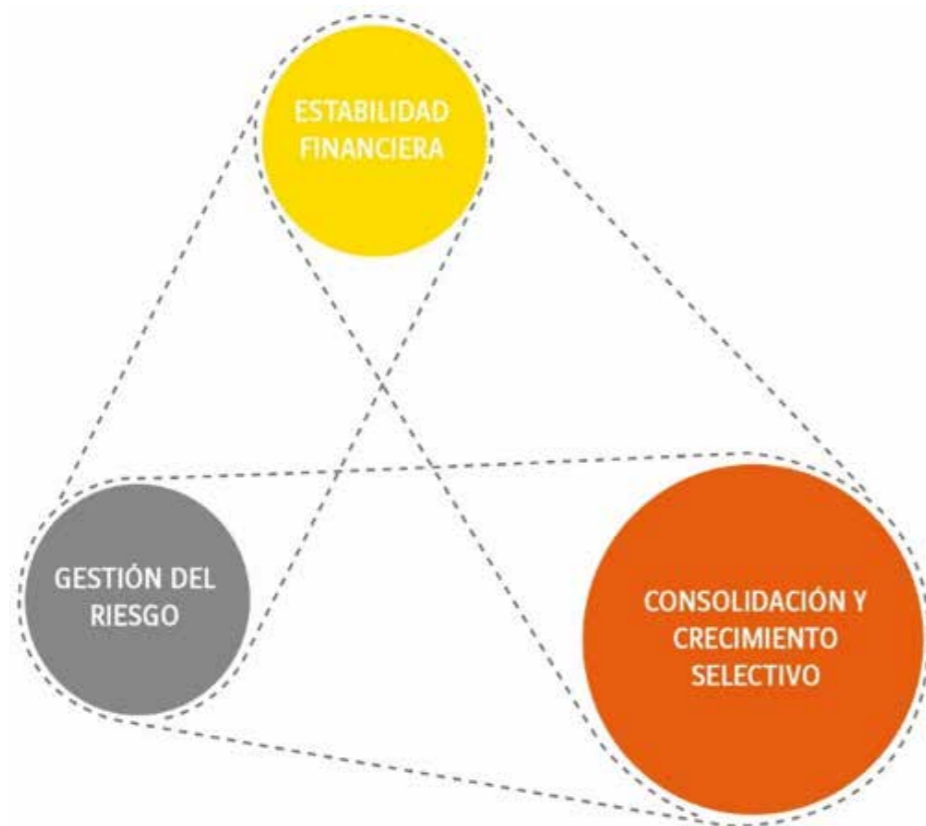 ESTABILIDAD
FINANCIERA
GESTIÓN DEL
RIESGO
CONSOLIDACIÓN Y
CRECIMIENTO
SELECTIVO